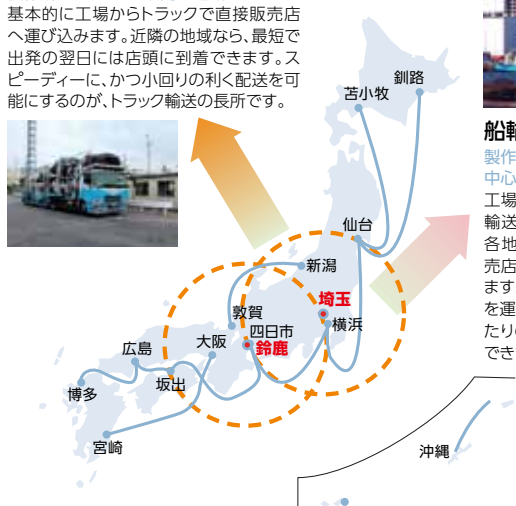 基本的に工場からトラックで直接販売店
へ運び込みます。近隣の地域なら、最短で
出発の翌日には店頭に到着できます。ス
ピーディーに、かつ小回りの利く配送を可
能にするのが、トラック輸送の長所です。
釧路
苫小牧
船輸
製作
中心
工場
輸送
各地
売店
ます
を運
たりの
でき
仙台
新潟
埼玉
横浜
敦賀
四日市
鈴鹿
大阪
広島
坂出
博多
宮崎
沖縄